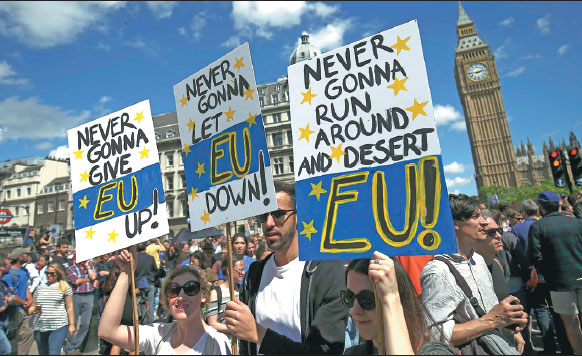 NEVER
GONNA
GIVE
EU
UP!
NEVER
GONNA
LET
EU
DOWN!
NEVER
GONNA
RUN
AROUND
AND DESERT
EU!